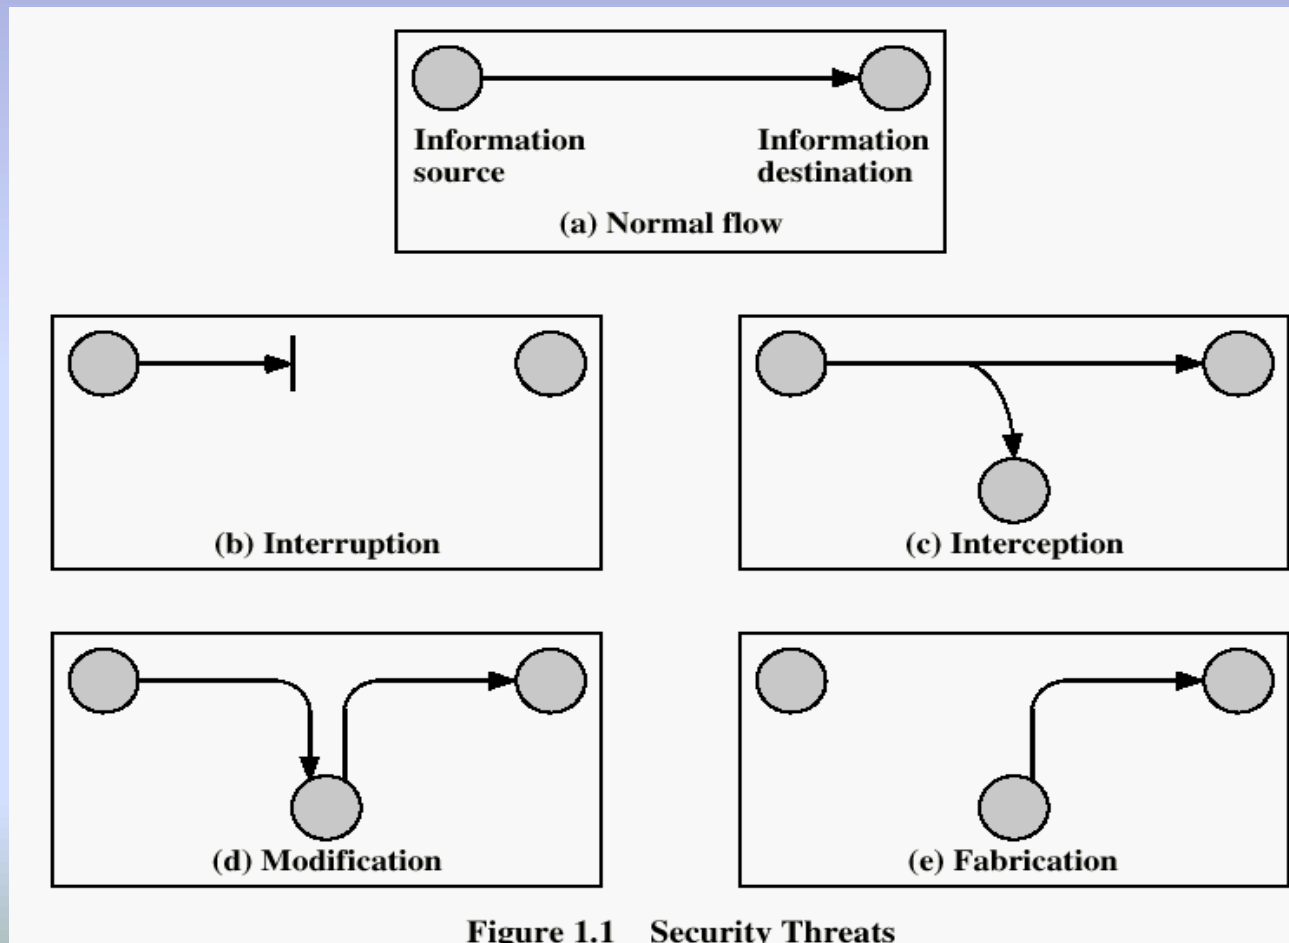 Information
source
Information
destination
(a) Normal flow
(b) Interruption
(c) Interception
(d) Modification
(e) Fabrication
Figure 1.1 Security Threats